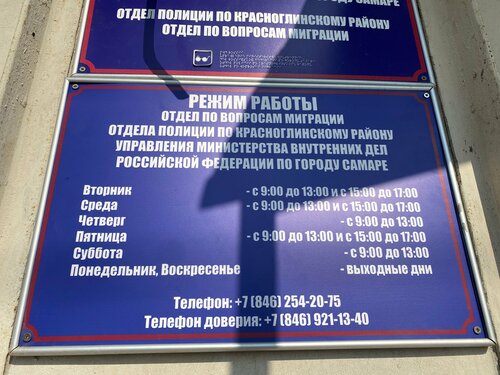 ГОРОДУ САМАРЕ
ОТДЕЛ ПОЛИЦИИ ПО КРАСНОГЛИНСКОМУ РАЙОНУ
ОТДЕЛ ПО ВОПРОСАМ МИГРАЦИИ
РЕЖИМ РАБОТЫ
ОТДЕЛ ПО ВОПРОСАМ МИГРАЦИИ
ОТДЕЛА ПОЛИЦИИ ПО КРАСНОГЛИНСКОМУ РАЙОНУ
УПРАВЛЕНИЯ МИНИСТЕРСТВА ВНУТРЕННИХ ДЕЛ
РОССИЙСКОЙ ФЕДЕРАЦИИ ПО ГОРОДУ САМАРЕ
Вторник - с 9:00 до 13:00 и с 15:00 до 17:00
Среда - с 9:00 до 13:00 и с 15:00 до 17:00
Четверг - с 9:00 до 13:00
Пятница - с 9:00 до 13:00 и с 15:00 до 17:00
Суббота - с 9:00 до 13:00
Понедельник, Воскресенье - выходные дни
Телефон: +7 (846) 254-20-75
Телефон доверия: +7 (846) 921-13-40